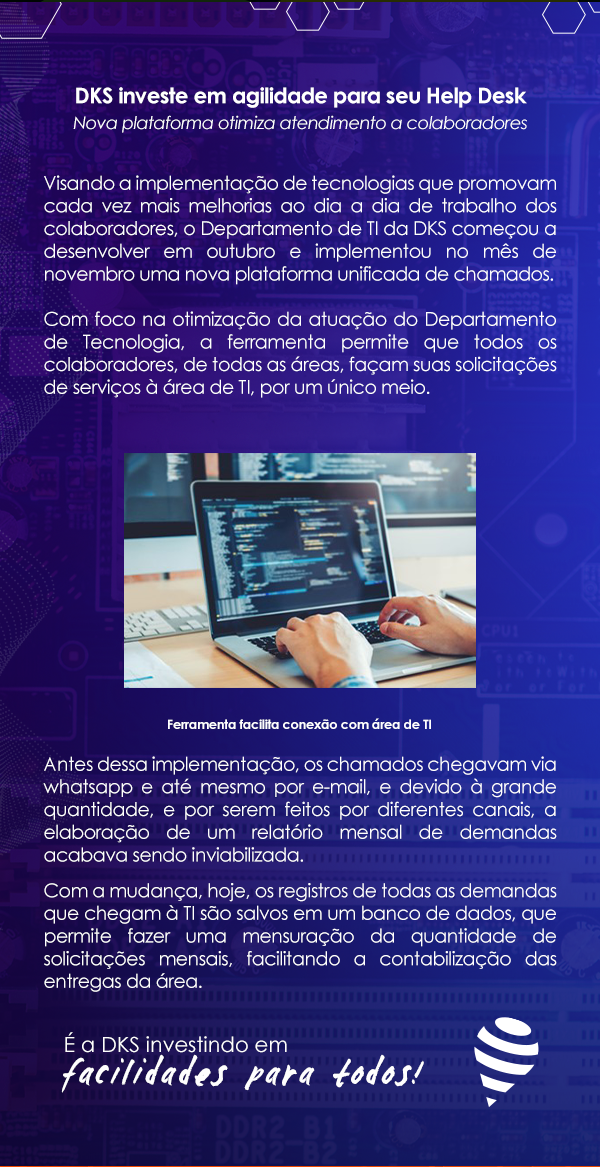 DKS investe em agilidade para seu Help Desk
Nova plataforma otimiza atendimento a colaboradores
Visando a implementação de tecnologias que promovam
cada vez mais melhorias ao dia a dia de trabalho dos
colaboradores, o Departamento de TI da DKS começou a
desenvolver em outubro e implementou no mês de
novembro uma nova plataforma unificada de chamados.
Com foco na otimização da atuação do Departamento
de Tecnologia, a ferramenta permite que todos os
colaboradores, de todas as áreas, façam suas solicitações
de serviços à área de TI, por um único meio.
Ferramenta facilita conexão com área de TI
Antes dessa implementação, os chamados chegavam via
whatsapp e até mesmo por e-mail, e devido à grande
quantidade, e por serem feitos por diferentes canais, a
elaboração de um relatório mensal de demandas
acabava sendo inviabilizada.
Com a mudança, hoje, os registros de todas as demandas
que chegam à TI são salvos em um banco de dados, que
permite fazer uma mensuração da quantidade de
solicitações mensais, facilitando a contabilização das
entregas da área.
É a DKS investindo em
facilidades para todos!
CPU1
DDR2 B1
DDR2 B2